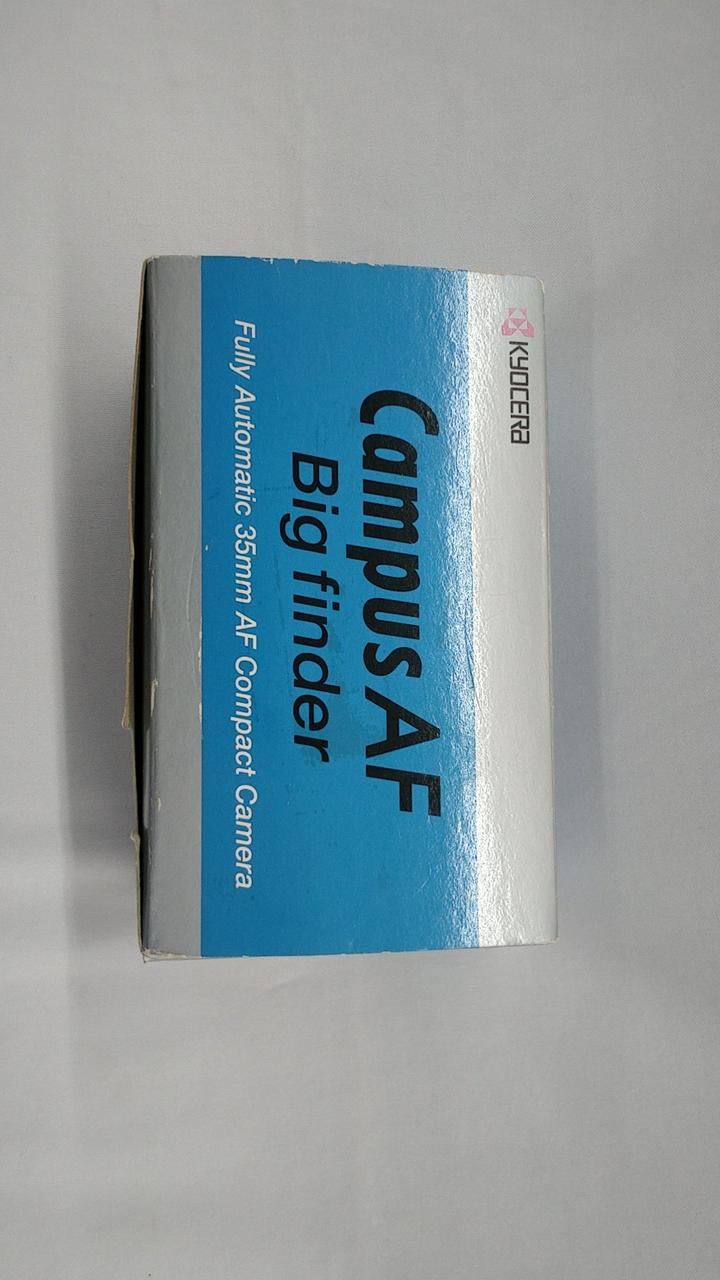 KYOCERA
Campus AF
Big finder
Fully Automatic 35mm AF Compact Camera